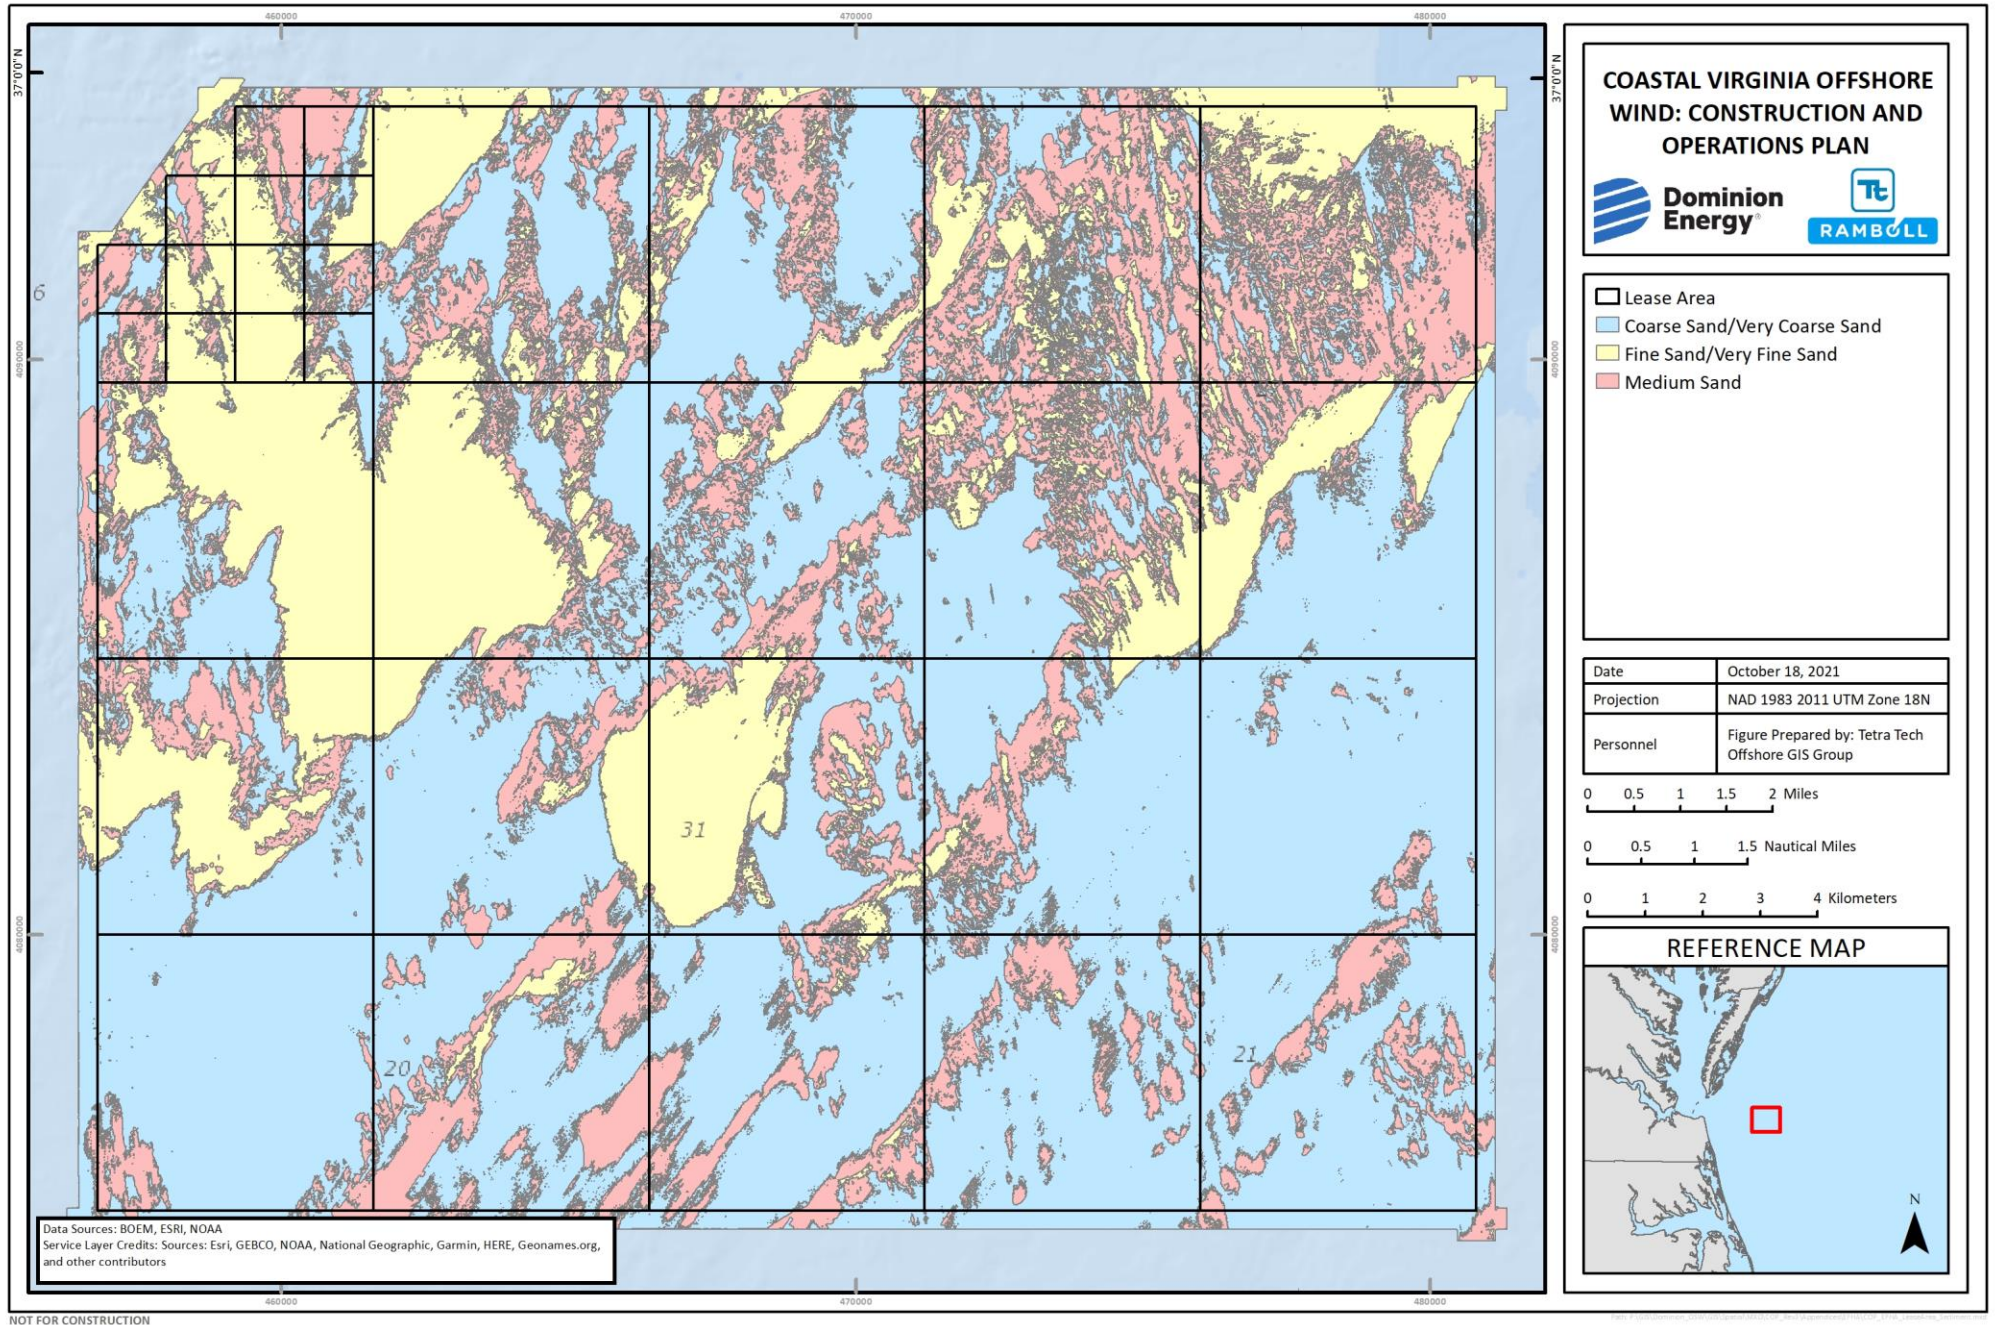 460000
470000
480000
37°0'0"N
37°0'0"N
6
4090000
4090000
31
4080000
4080000
20
21
Data Sources: BOEM, ESRI, NOAA
Service Layer Credits: Sources: Esri, GEBCO, NOAA, National Geographic, Garmin, HERE, Geonames.org,
and other contributors
460000
470000
480000
NOT FOR CONSTRUCTION
COASTAL VIRGINIA OFFSHORE
WIND: CONSTRUCTION AND
OPERATIONS PLAN
Dominion
Energy®
Tt
RAMBOLL
Lease Area
Coarse Sand/Very Coarse Sand
Fine Sand/Very Fine Sand
Medium Sand
Date October 18, 2021
Projection NAD 1983 2011 UTM Zone 18N
Personnel Figure Prepared by: Tetra Tech
Offshore GIS Group
0 0.5 1 1.5 2 Miles
0 0.5 1 1.5 Nautical Miles
0 1 2 3 4 Kilometers
REFERENCE MAP
N